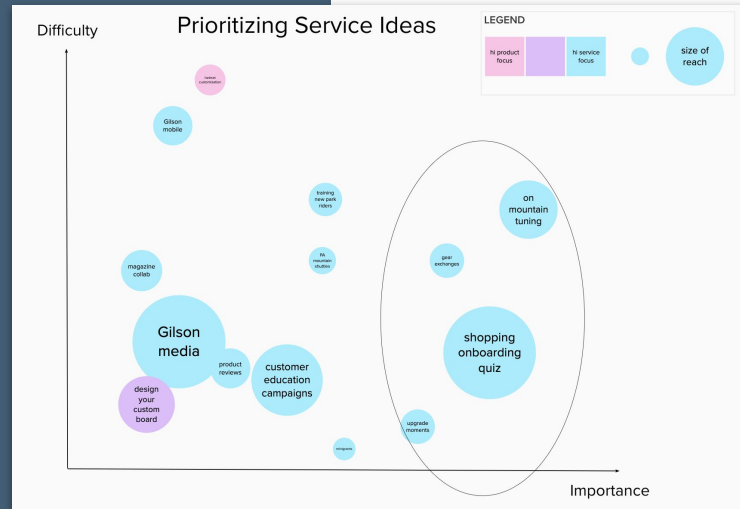 Prioritizing Service Ideas
Difficulty
LEGEND
hi product
focus
hi service
focus
size of
reach
customization
Gilson
mobile
training
new park
riders
on
mountain
tuning
PA
mountain
shuttles
gear
exchanges
magazine
collab
Gilson
media
product
reviews
customer
education
campaigns
shopping
onboarding
quiz
design
your
custom
board
upgrade
moments
Importance